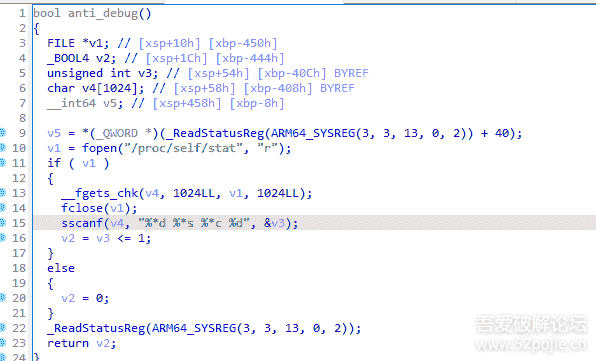 1 bool anti_debug()
2 {
3 FILE *v1; // [xsp+10h] [xbp-450h]
4 _BOOL4 v2; // [xsp+1Ch] [xbp-444h]
5 unsigned int v3; // [xsp+54h] [xbp-40Ch] BYREF
6 char v4[1024]; // [xsp+58h] [xbp-408h] BYREF
7 __int64 v5; // [xsp+458h] [xbp-8h]
8
9 v5 = *(_QWORD *)(_ReadStatusReg(ARM64_SYSREG(3, 3, 13, 0, 2)) + 40);
10 v1 = fopen("/proc/self/stat", "r");
11 if ( v1 )
12 {
13 __fgets_chk(v4, 1024LL, v1, 1024LL);
14 fclose(v1);
15 sscanf(v4, "%*d %*s %*c %d", &v3);
16 v2 = v3 <= 1;
17 }
18 else
19 {
20 v2 = 0;
21 }
22 _ReadStatusReg(ARM64_SYSREG(3, 3, 13, 0, 2));
23 return v2;
24 }
吾爱破解论坛
www.52pojie.cn